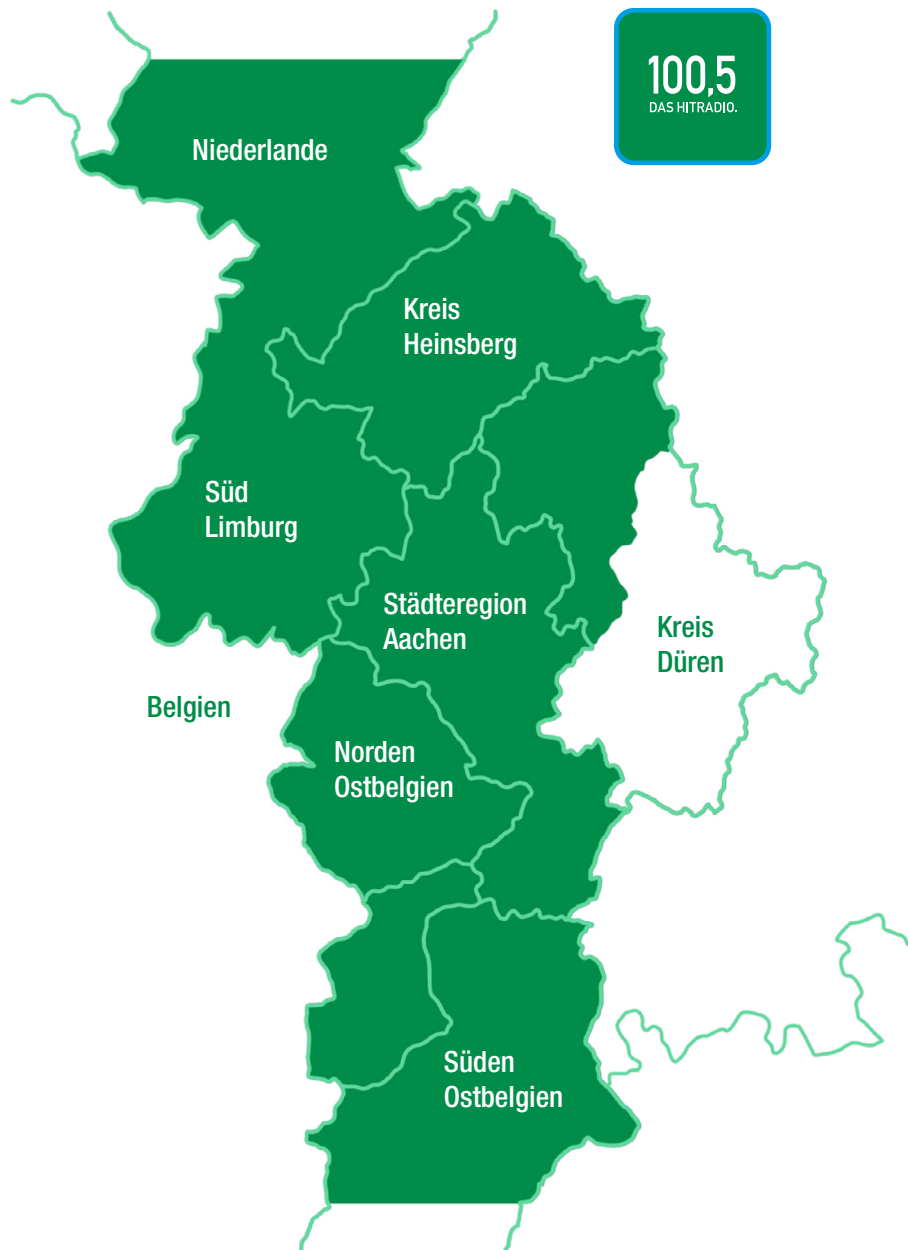 100,5
DAS HITRADIO.
Niederlande
Kreis
Heinsberg
Süd
Limburg
Städteregion
Aachen
Kreis
Düren
Belgien
Norden
Ostbelgien
Süden
Ostbelgien